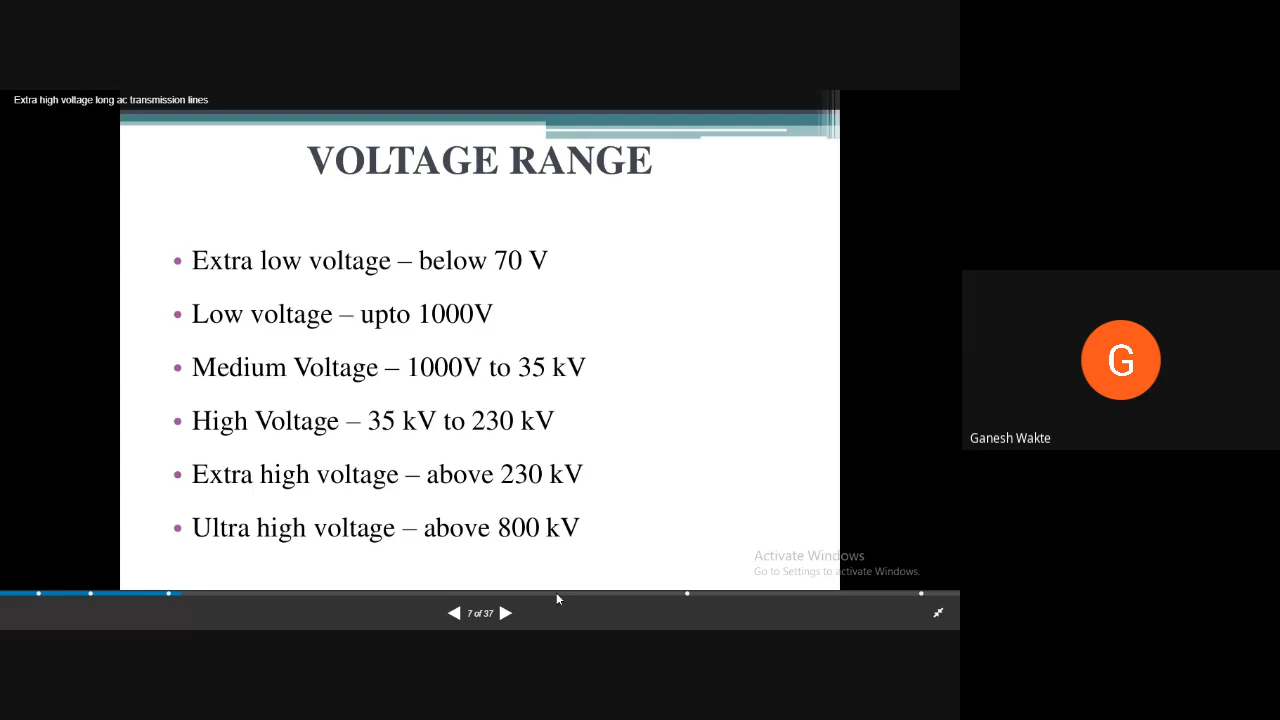 Extra high voltage long ac transmission lines
VOLTAGE RANGE
• Extra low voltage – below 70 V
• Low voltage – upto 1000V
• Medium Voltage – 1000V to 35 kV
• High Voltage – 35 kV to 230 kV
• Extra high voltage – above 230 kV
• Ultra high voltage – above 800 kV
Activate Windows
Go to Settings to activate Windows.
7 of 37
G
Ganesh Wakte